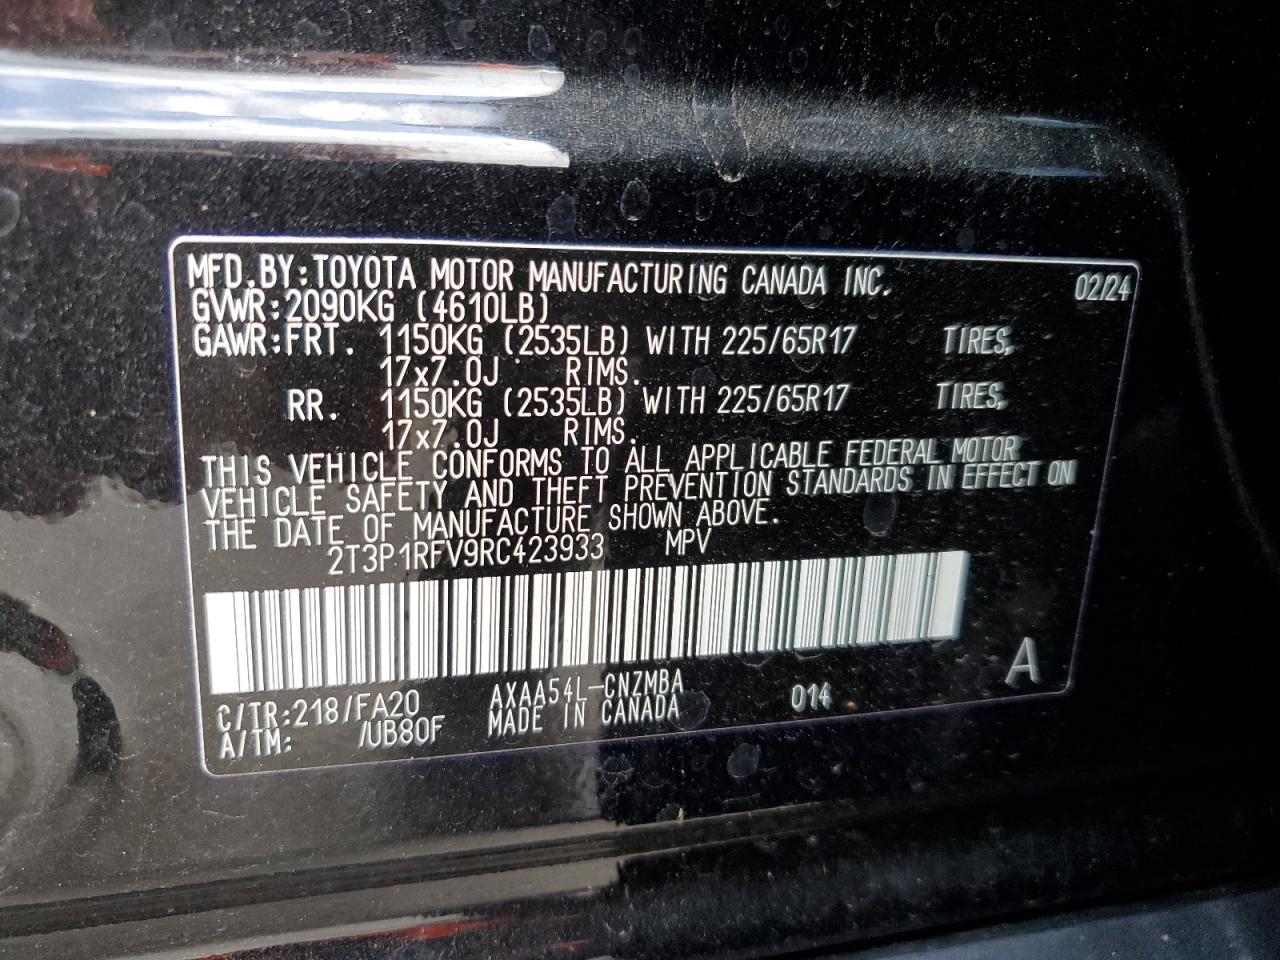 MFD.BY:TOYOTA MOTOR MANUFACTURING CANADA INC. 02/24
GVWR:2090KG (4610LB)
GAWR:FRT. 1150KG (2535LB) WITH 225/65R17 TIRES,
17x7.0J RIMS.
RR. 1150KG (2535LB) WITH 225/65R17 TIRES,
17x7.0J RIMS.
THIS VEHICLE CONFORMS TO ALL APPLICABLE FEDERAL MOTOR
VEHICLE SAFETY AND THEFT PREVENTION STANDARDS IN EFFECT ON
THE DATE OF MANUFACTURE SHOWN ABOVE.
2T3P1RFV9RC423933 MPV
A
C/TR:218/FA20 AXAA54L-CNZMBA 014
A/TM: /UB80F MADE IN CANADA